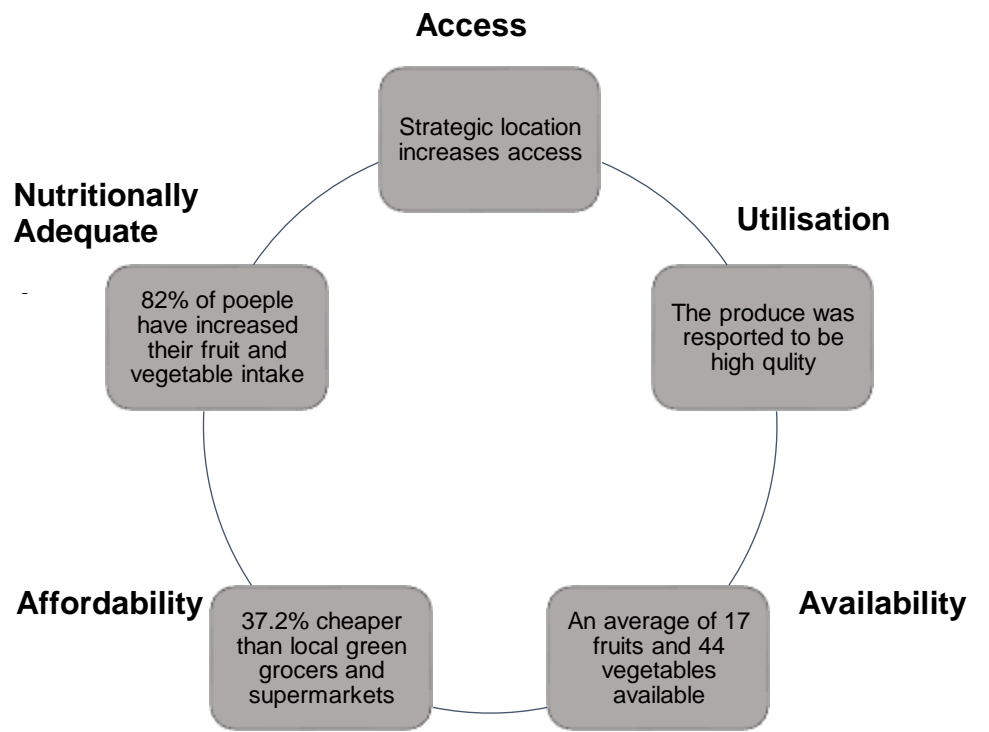 Access
Strategic location
increases access
Utilisation
The produce was
resported to be
high qulity
Availability
An average of 17
fruits and 44
vegetables
available
Affordability
37.2% cheaper
than local green
grocers and
supermarkets
Nutritionally
Adequate
82% of poeple
have increased
their fruit and
vegetable intake
-